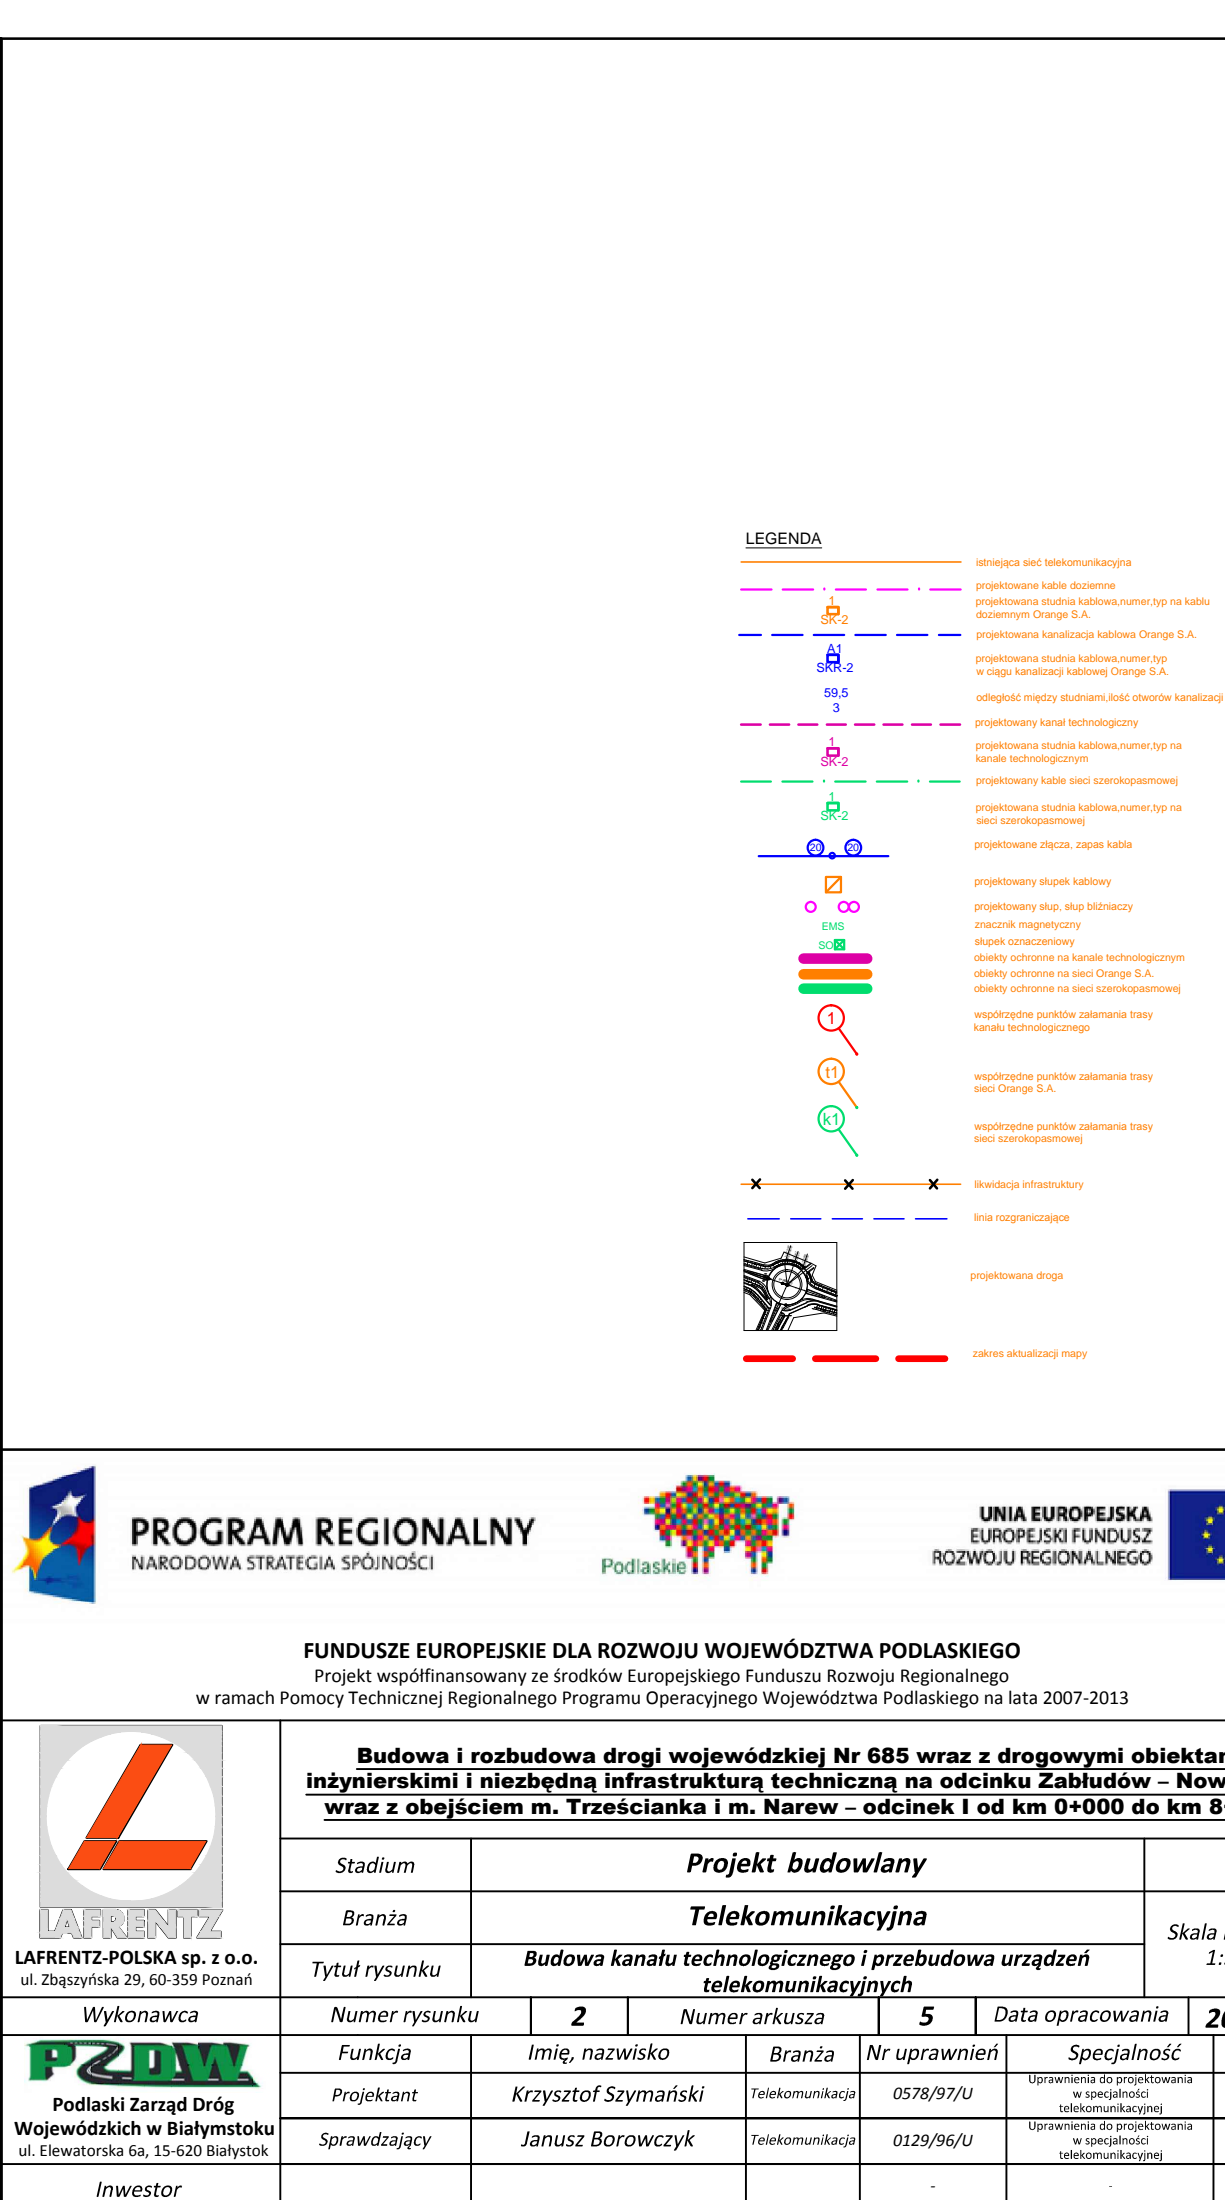 LEGENDA
istniejąca sieć telekomunikacyjna
projektowane kable doziemne
1
SK-2
projektowana studnia kablowa,numer,typ na kablu
doziemnym Orange S.A.
projektowana kanalizacja kablowa Orange S.A.
A1
SKR-2
projektowana studnia kablowa,numer,typ
w ciągu kanalizacji kablowej Orange S.A.
59,5
3
odległość między studniami,ilość otworów kanalizacji
projektowany kanał technologiczny
1
SK-2
projektowana studnia kablowa,numer,typ na
kanale technologicznym
projektowany kable sieci szerokopasmowej
1
SK-2
projektowana studnia kablowa,numer,typ na
sieci szerokopasmowej
20 20
projektowane złącza, zapas kabla
projektowany słupek kablowy
projektowany słup, słup bliźniaczy
EMS
znacznik magnetyczny
SO
słupek oznaczeniowy
obiekty ochronne na kanale technologicznym
obiekty ochronne na sieci Orange S.A.
obiekty ochronne na sieci szerokopasmowej
1
współrzędne punktów załamania trasy
kanału technologicznego
t1
współrzędne punktów załamania trasy
sieci Orange S.A.
k1
współrzędne punktów załamania trasy
sieci szerokopasmowej
likwidacja infrastruktury
linia rozgraniczające
projektowana droga
zakres aktualizacji mapy
PROGRAM REGIONALNY
NARODOWA STRATEGIA SPÓJNOŚCI
Podlaskie
UNIA EUROPEJSKA
EUROPEJSKI FUNDUSZ
ROZWOJU REGIONALNEGO
FUNDUSZE EUROPEJSKIE DLA ROZWOJU WOJEWÓDZTWA PODLASKIEGO
Projekt współfinansowany ze środków Europejskiego Funduszu Rozwoju Regionalnego
w ramach Pomocy Technicznej Regionalnego Programu Operacyjnego Województwa Podlaskiego na lata 2007-2013
LAFRENTZ
LAFRENTZ-POLSKA sp. z o.o.
ul. Zbąszyńska 29, 60-359 Poznań
Wykonawca
Budowa i rozbudowa drogi wojewódzkiej Nr 685 wraz z drogowymi obiektam
inżynierskimi i niezbędną infrastrukturą techniczną na odcinku Zabłudów – Now
wraz z obejściem m. Trześcianka i m. Narew – odcinek I od km 0+000 do km 8
Stadium
Projekt budowlany
Branża
Telekomunikacyjna
Skala
1:
Tytuł rysunku
Budowa kanału technologicznego i przebudowa urządzeń
telekomunikacyjnych
Numer rysunku 2 Numer arkusza 5 Data opracowania 20
PZDW
Podlaski Zarząd Dróg
Wojewódzkich w Białymstoku
ul. Elewatorska 6a, 15-620 Białystok
Inwestor
Funkcja Imię, nazwisko Branża Nr uprawnień Specjalność
Projektant Krzysztof Szymański Telekomunikacja 0578/97/U
Uprawnienia do projektowania
w specjalności
telekomunikacyjnej
Sprawdzający Janusz Borowczyk Telekomunikacja 0129/96/U
Uprawnienia do projektowania
w specjalności
telekomunikacyjnej
- -